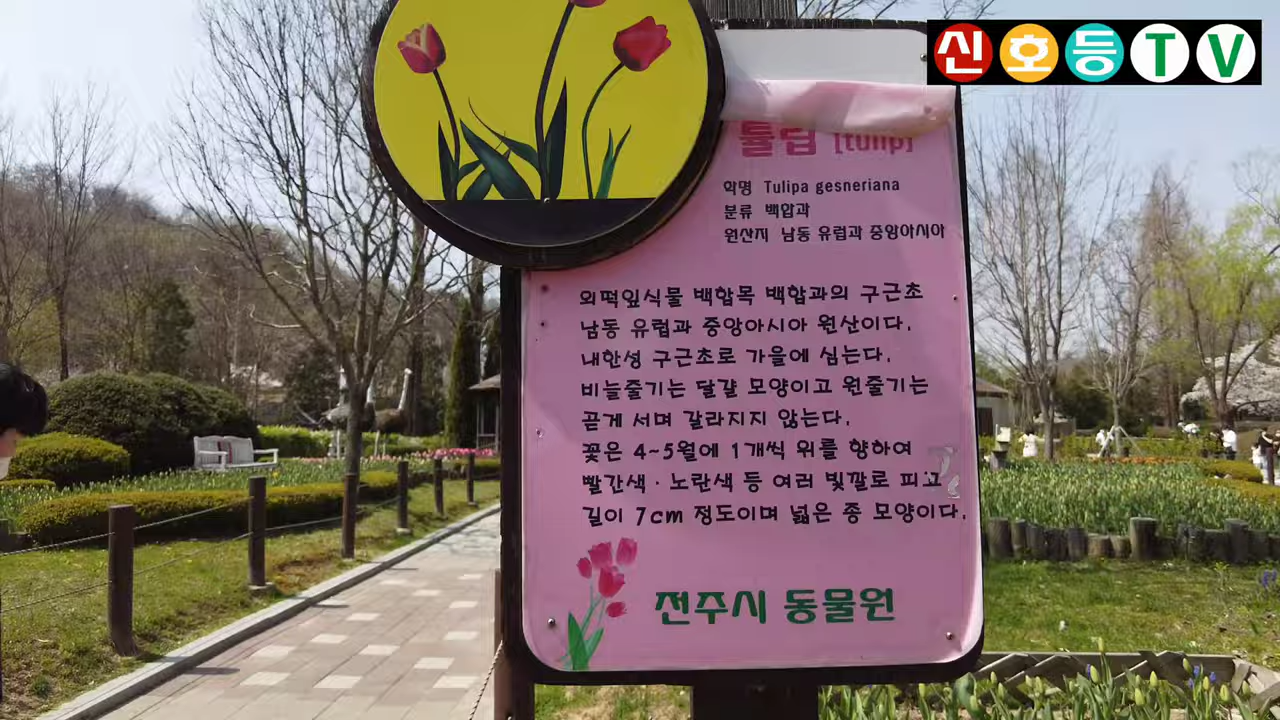 신호등TV
튤립 [tulip]
학명 Tulipa gesneriana
분류 백합과
원산지 남동 유럽과 중앙아시아
외떡잎식물 백합목 백합과의 구근초
남동 유럽과 중앙아시아 원산이다.
내한성 구근초로 가을에 심는다.
비늘줄기는 달걀 모양이고 원줄기는
곧게 서며 갈라지지 않는다.
꽃은 4~5월에 1개씩 위를 향하여
빨간색·노란색 등 여러 빛깔로 피고
길이 7cm 정도이며 넓은 종 모양이다.
전주시 동물원